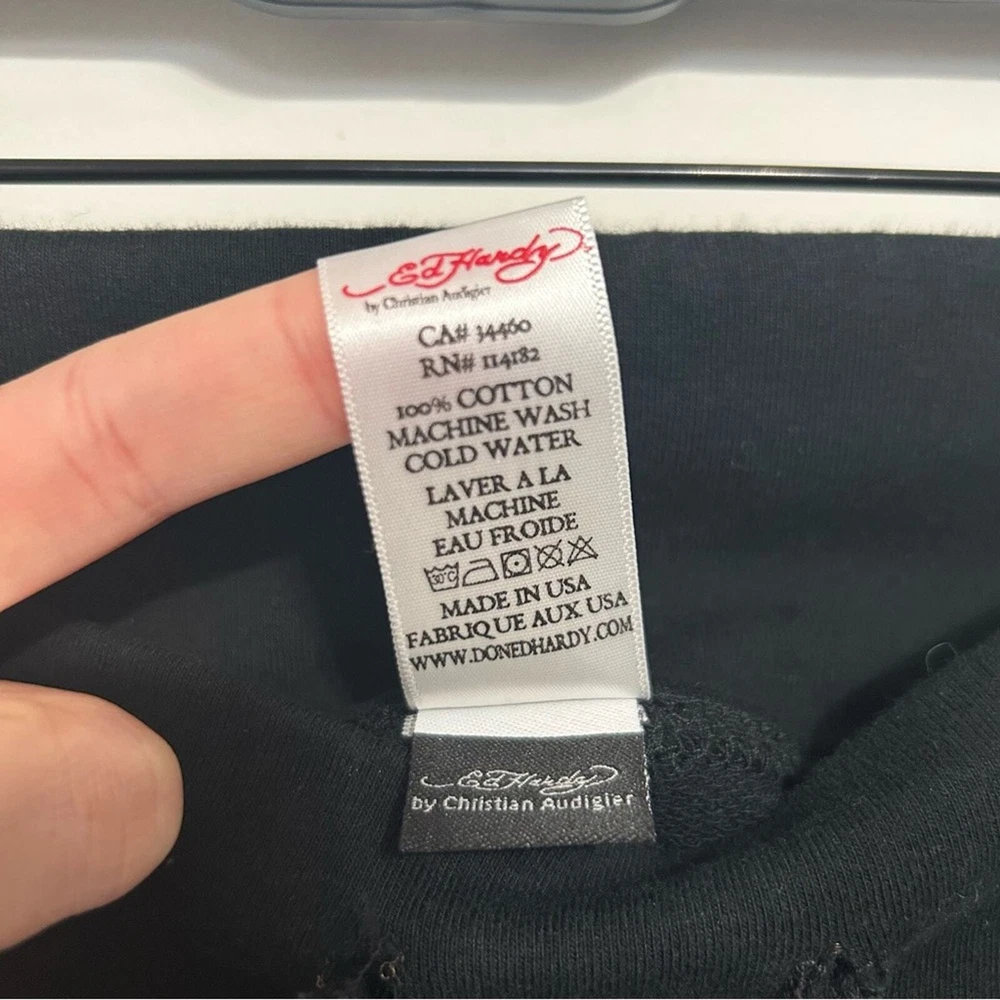 Ed Hardy
by Christian Audigier
CA# 34460
RN# 114182
100% COTTON
MACHINE WASH
COLD WATER
LAVER A LA
MACHINE
EAU FROIDE
30°C
MADE IN USA
FABRIQUE AUX USA
WWW.DONEDHARDY.COM
Ed Hardy
by Christian Audigier